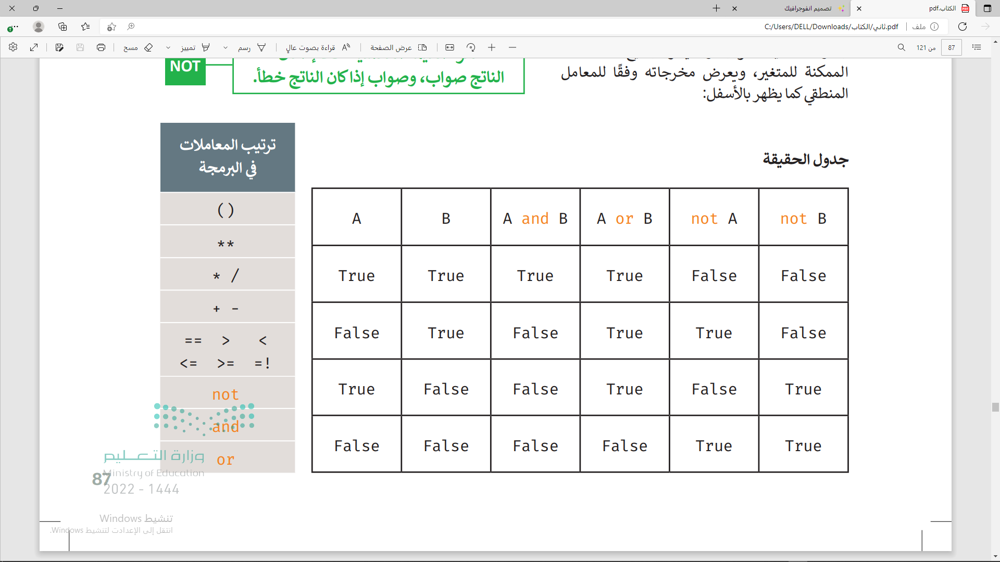 الكتاب.pdf
تصميم انفوجرافيك
ملف
C:/Users/DELL/Downloads/ثاني/الكتاب.pdf
87
من 121
عرض الصفحة
قراءة بصوت عالٍ
رسم
تمييز
مسح
الممكنة للمتغير، ويعرض مخرجاته وفقًا للمعامل
المنطقي كما يظهر بالأسفل:
NOT
الناتج صواب، وصواب إذا كان الناتج خطأ.
جدول الحقيقة
A B A and B A or B not A not B
True True True True False False
False True False True True False
True False False True False True
False False False False True True
ترتيب المعاملات
في البرمجة
()
**
* /
+ -
== > <
<= >= =!
not
and
or
وزارة التعليم
Ministry of Education
87
2022 - 1444
تنشيط Windows
انتقل إلى الإعدادت لتنشيط Windows.